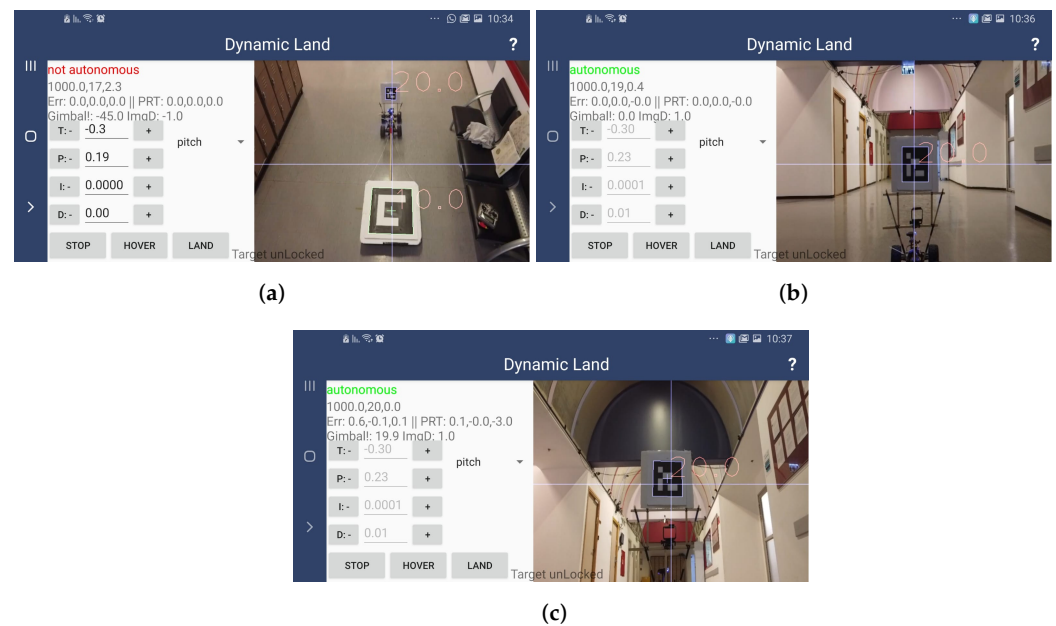 10:34
Dynamic Land
?
not autonomous
1000.0,17,2.3
Err: 0.0,0.0,0.0 || PRT: 0.0,0.0,0.0
Gimbal!: -45.0 ImgD: -1.0
T: - -0.3 +
pitch
P: - 0.19 +
I: - 0.0000 +
D: - 0.00 +
STOP HOVER LAND
Target unLocked
20.0
10.0
(a)
10:36
Dynamic Land
?
autonomous
1000.0,19,0.4
Err: 0.0,0.0,-0.0 || PRT: 0.0,0.0,-0.0
Gimbal!: 0.0 ImgD: 1.0
T: - -0.30 +
pitch
P: - 0.23 +
I: - 0.0001 +
D: - 0.01 +
STOP HOVER LAND
Target unLocked
20.0
(b)
10:37
Dynamic Land
?
autonomous
1000.0,20,0.0
Err: 0.6,-0.1,0.1 || PRT: 0.1,-0.0,-3.0
Gimbal!: 19.9 ImgD: 1.0
T: - -0.30 +
pitch
P: - 0.23 +
I: - 0.0001 +
D: - 0.01 +
STOP HOVER LAND
Target unLocked
20.0
(c)